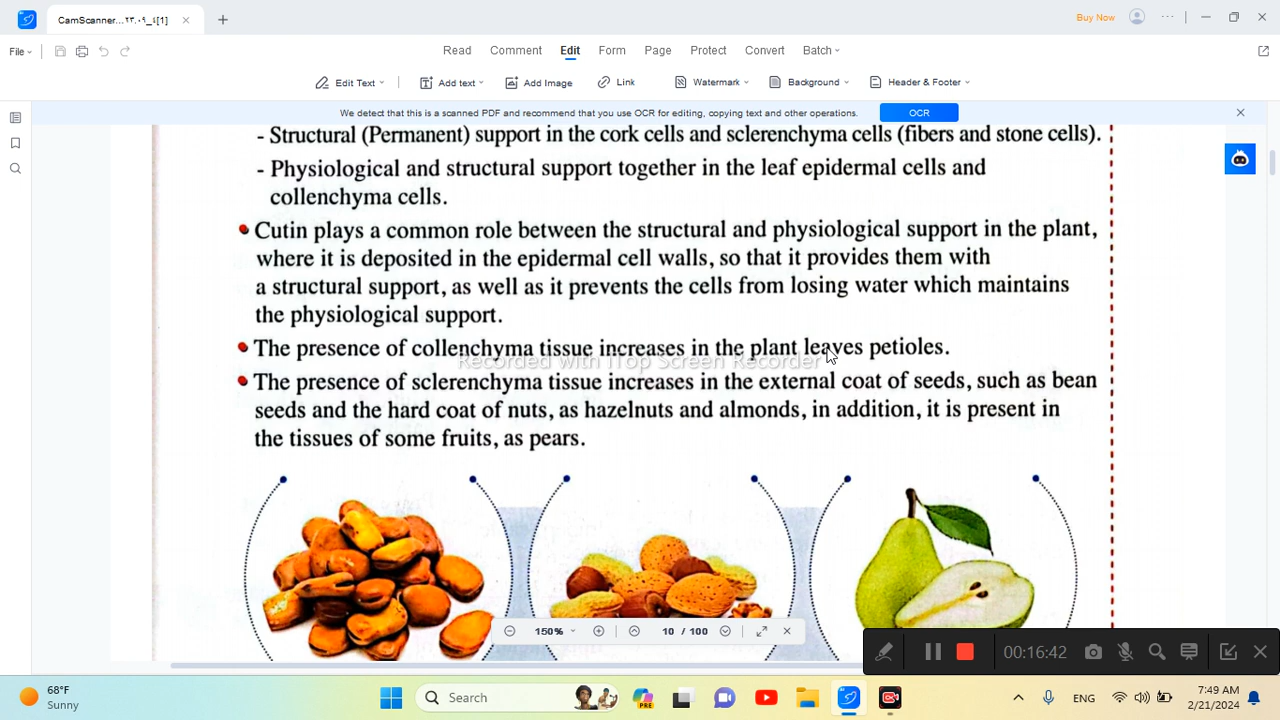 CamScanner...٢٣.٠٩_٤[1]
Buy Now
File
Read Comment Edit Form Page Protect Convert Batch
Edit Text Add text Add Image Link Watermark Background Header & Footer
We detect that this is a scanned PDF and recommend that you use OCR for editing, copying text and other operations. OCR
- Structural (Permanent) support in the cork cells and sclerenchyma cells (fibers and stone cells).
- Physiological and structural support together in the leaf epidermal cells and
collenchyma cells.
• Cutin plays a common role between the structural and physiological support in the plant,
where it is deposited in the epidermal cell walls, so that it provides them with
a structural support, as well as it prevents the cells from losing water which maintains
the physiological support.
• The presence of collenchyma tissue increases in the plant leaves petioles.
Recorded with iTop Screen Recorder
• The presence of sclerenchyma tissue increases in the external coat of seeds, such as bean
seeds and the hard coat of nuts, as hazelnuts and almonds, in addition, it is present in
the tissues of some fruits, as pears.
150% 10 / 100
00:16:42
68°F
Sunny
Search
PRE
ENG
7:49 AM
2/21/2024